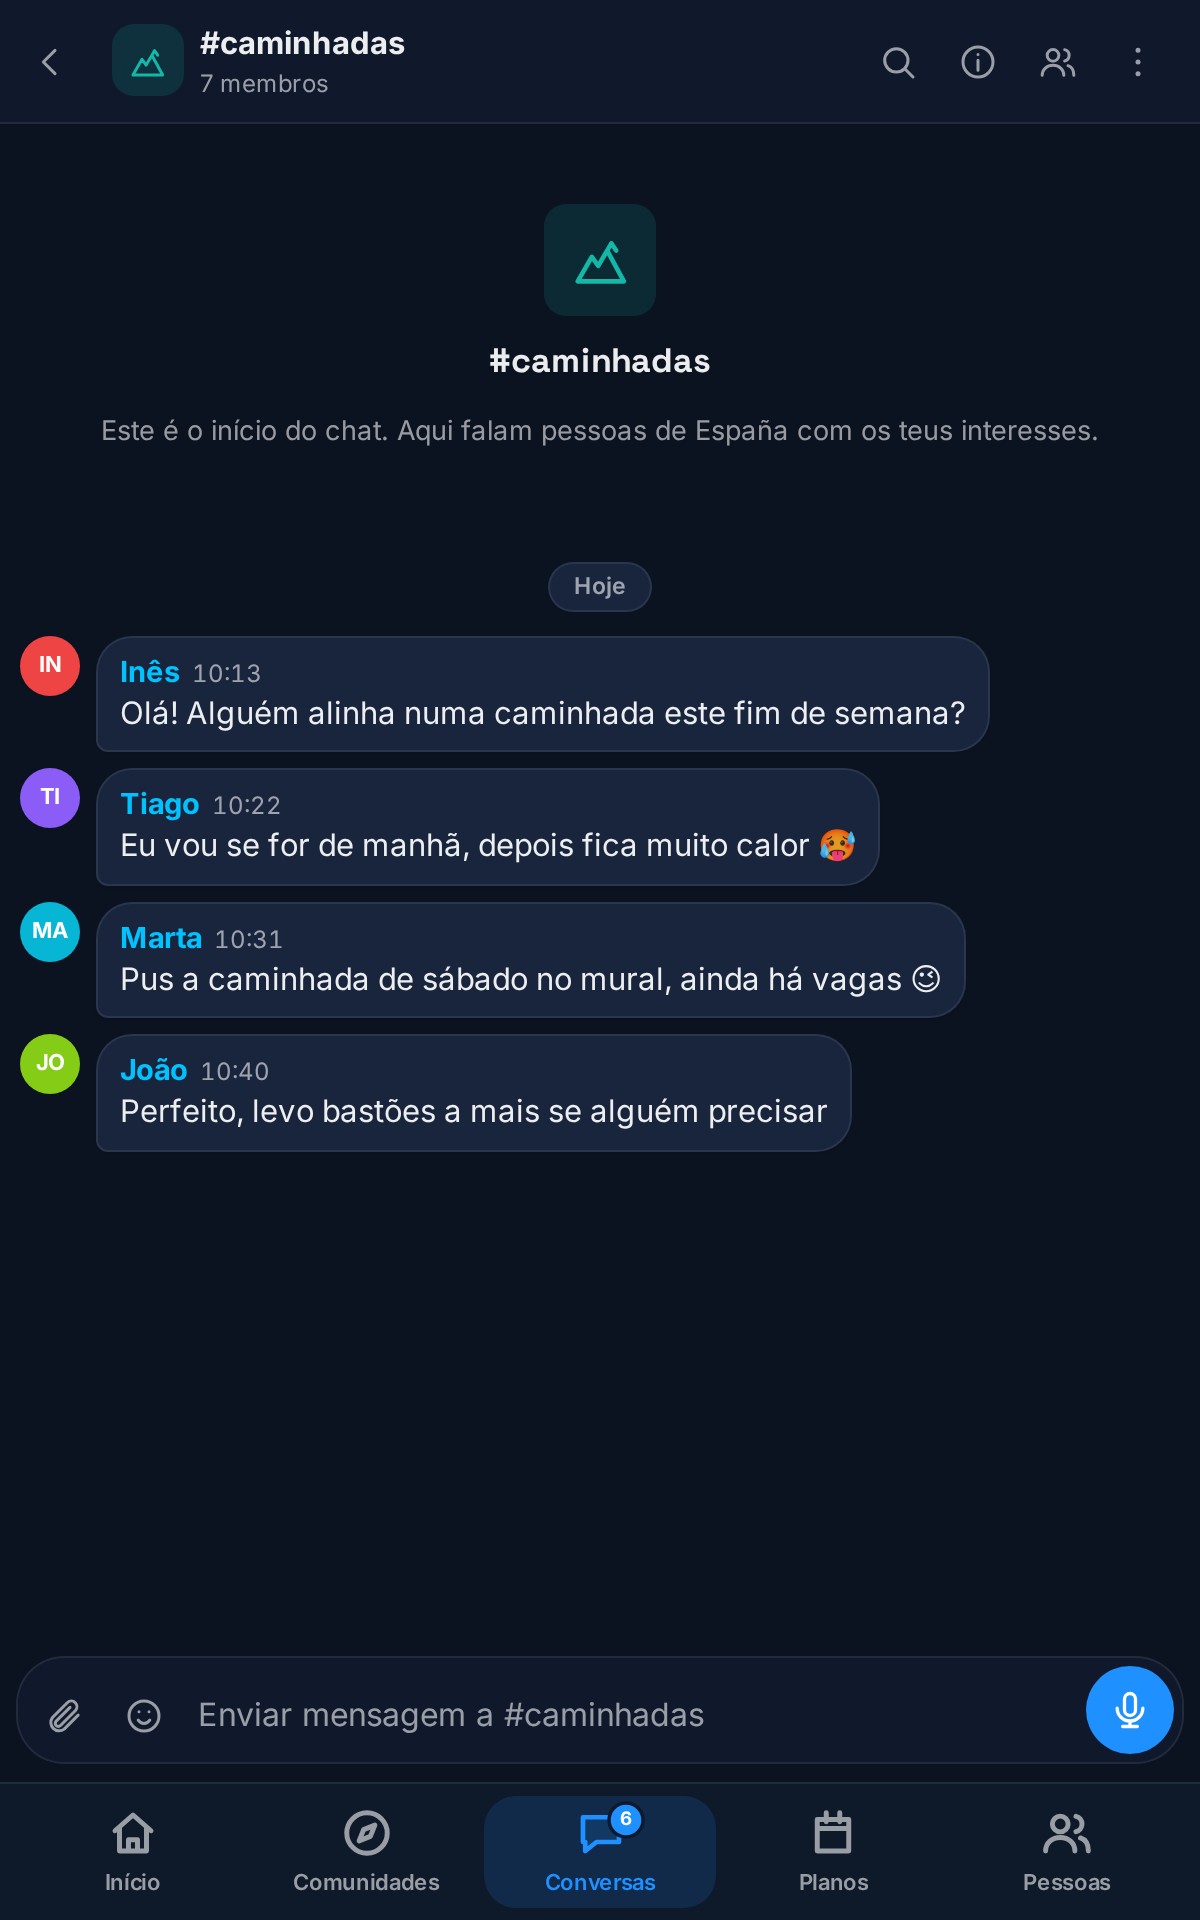 #caminhadas
7 membros
#caminhadas
Este é o início do chat. Aqui falam pessoas de España com os teus interesses.
Hoje
IN
Inês 10:13
Olá! Alguém alinha numa caminhada este fim de semana?
TI
Tiago 10:22
Eu vou se for de manhã, depois fica muito calor 🥵
MA
Marta 10:31
Pus a caminhada de sábado no mural, ainda há vagas 😉
JO
João 10:40
Perfeito, levo bastões a mais se alguém precisar
Enviar mensagem a #caminhadas
6
Início
Comunidades
Conversas
Planos
Pessoas